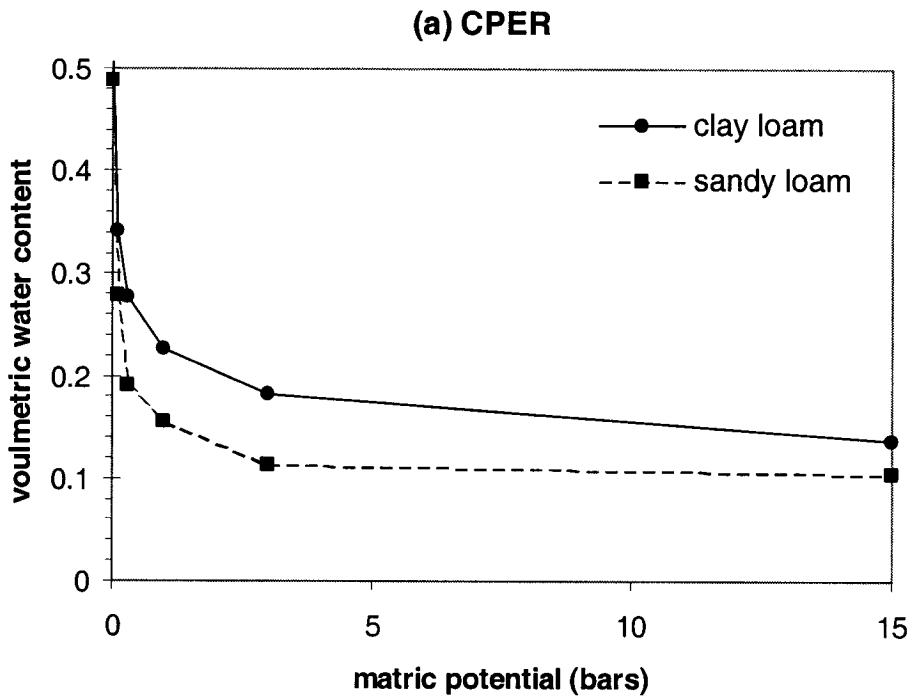 (a) CPER
0.5
0.4
0.3
0.2
0.1
0
voulmetric water content
clay loam
sandy loam
0
5
10
15
matric potential (bars)